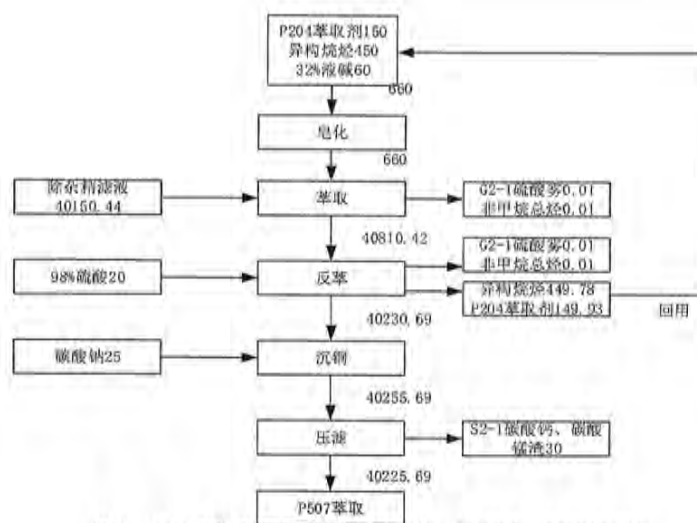 P204萃取剂150
异构烷烃450
32%液碱60
660
皂化
660
除杂精滤液
40150.44
萃取
G2-1硫酸雾0.01
非甲烷总烃0.01
40810.42
G2-1硫酸雾0.01
非甲烷总烃0.01
98%硫酸20
反萃
异构烷烃449.78
P204萃取剂149.93
回用
40230.69
碳酸钠25
沉铜
40255.69
压滤
S2-1碳酸钙、碳酸
锰渣30
40225.69
P507萃取